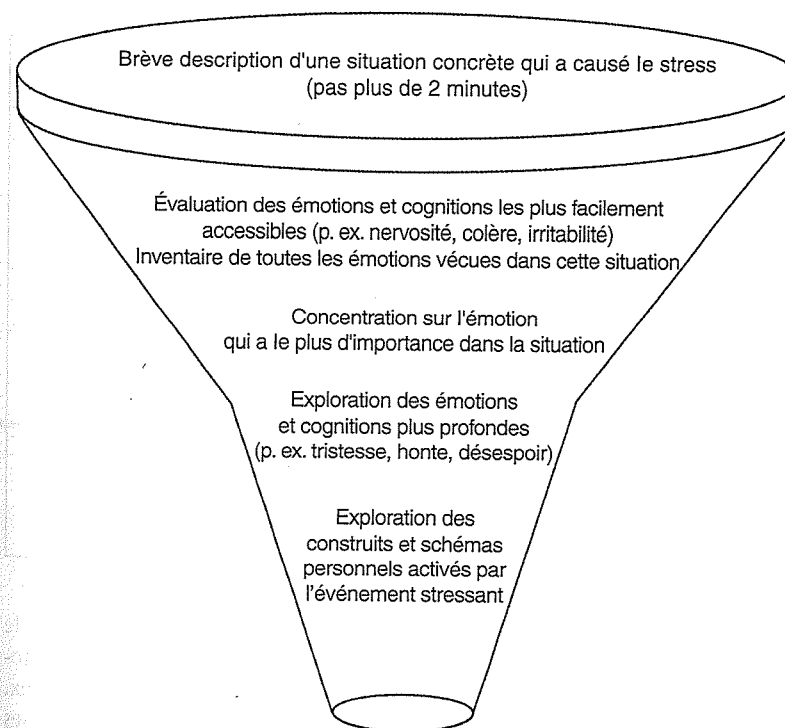 Brève description d'une situation concrète qui a causé le stress
(pas plus de 2 minutes)
Évaluation des émotions et cognitions les plus facilement
accessibles (p. ex. nervosité, colère, irritabilité)
Inventaire de toutes les émotions vécues dans cette situation
Concentration sur l'émotion
qui a le plus d'importance dans la situation
Exploration des émotions
et cognitions plus profondes
(p. ex. tristesse, honte, désespoir)
Exploration des
construits et schémas
personnels activés par
l'événement stressant